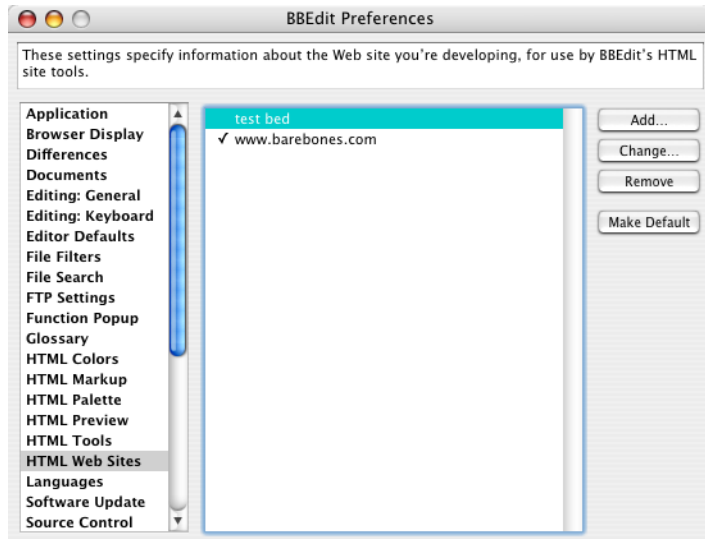 BBEdit Preferences
These settings specify information about the Web site you’re developing, for use by BBEdit’s HTML
site tools.
Application
Browser Display
Differences
Documents
Editing: General
Editing: Keyboard
Editor Defaults
File Filters
File Search
FTP Settings
Function Popup
Glossary
HTML Colors
HTML Markup
HTML Palette
HTML Preview
HTML Tools
HTML Web Sites
Languages
Software Update
Source Control
test bed
✓ www.barebones.com
Add...
Change...
Remove
Make Default